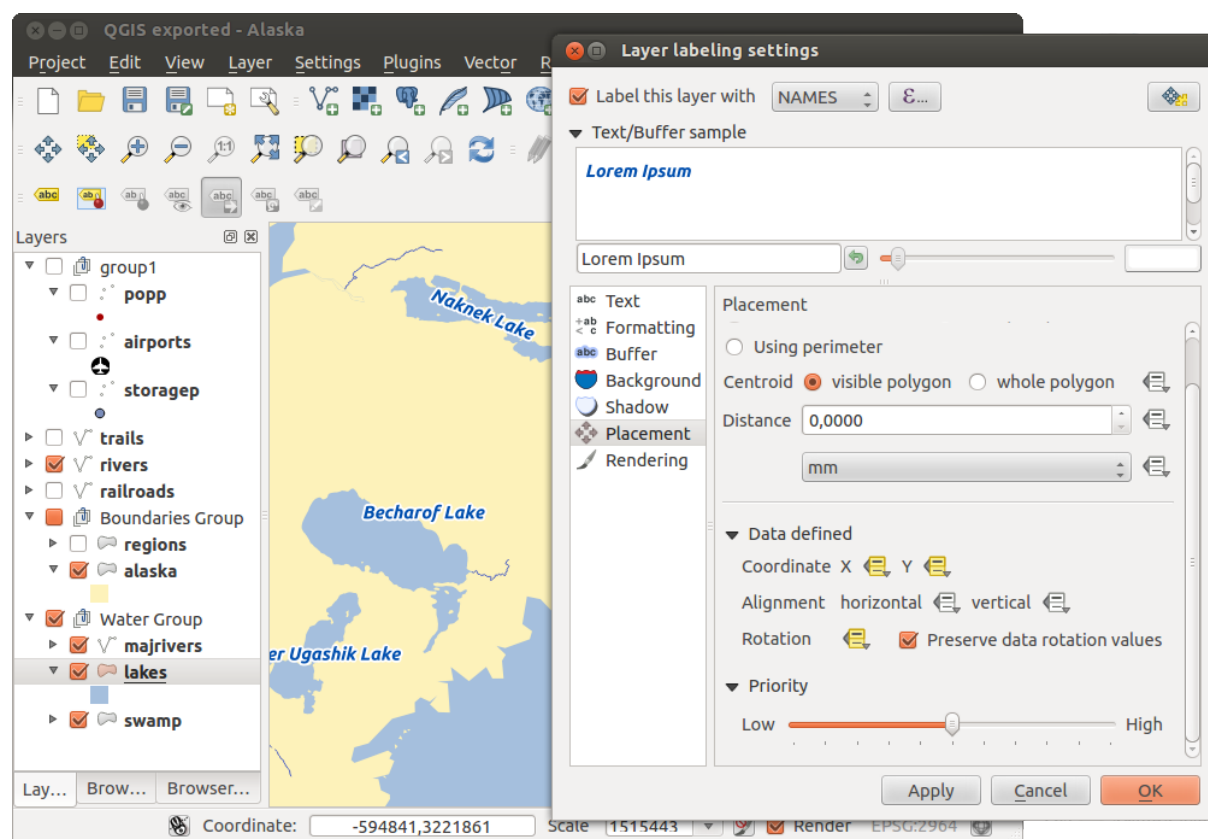 QGIS exported - Alaska
Project Edit View Layer Settings Plugins Vector R
Layers
group1
popp
airports
storagep
trails
rivers
railroads
Boundaries Group
regions
alaska
Water Group
majrivers
lakes
swamp
Lay... Brow... Browser...
Naknek Lake
Becharof Lake
er Ugashik Lake
Coordinate: -594841,3221861 Scale 1515443 Render EPSG:2964
Layer labeling settings
Label this layer with NAMES ε...
Text/Buffer sample
Lorem Ipsum
Lorem Ipsum
abc Text
+ab < c Formatting
abc Buffer
Background
Shadow
Placement
Rendering
Placement
Using perimeter
Centroid visible polygon whole polygon
Distance 0,0000
mm
Data defined
Coordinate X Y
Alignment horizontal vertical
Rotation Preserve data rotation values
Priority
Low High
Apply Cancel OK